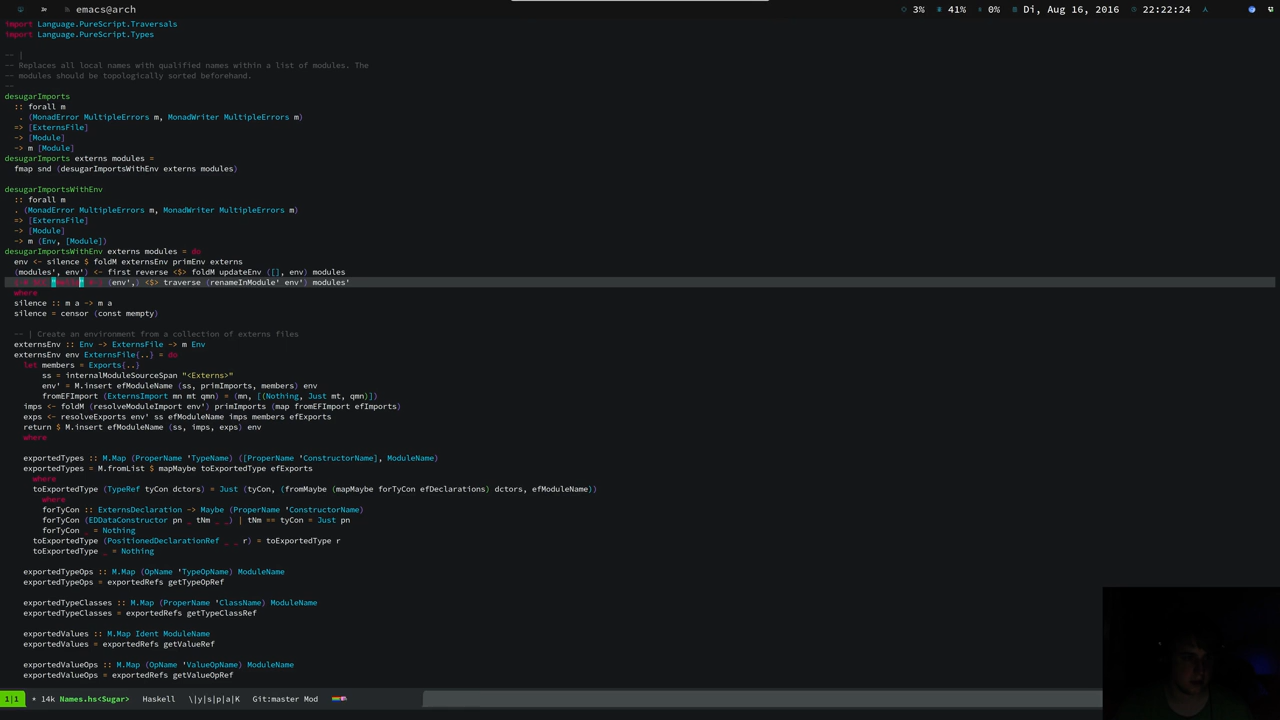 emacs@arch 3% 41% 0% Di, Aug 16, 2016 22:22:24
import Language.PureScript.Traversals
import Language.PureScript.Types
-- |
-- Replaces all local names with qualified names within a list of modules. The
-- modules should be topologically sorted beforehand.
--
desugarImports
:: forall m
. (MonadError MultipleErrors m, MonadWriter MultipleErrors m)
=> [ExternsFile]
-> [Module]
-> m [Module]
desugarImports externs modules =
fmap snd (desugarImportsWithEnv externs modules)
desugarImportsWithEnv
:: forall m
. (MonadError MultipleErrors m, MonadWriter MultipleErrors m)
=> [ExternsFile]
-> [Module]
-> m (Env, [Module])
desugarImportsWithEnv externs modules = do
env <- silence $ foldM externsEnv primEnv externs
(modules', env') <- first reverse <$> foldM updateEnv ([], env) modules
(env',) <$> traverse (renameInModule' env') modules'
where
silence :: m a -> m a
silence = censor (const mempty)
-- | Create an environment from a collection of externs files
externsEnv :: Env -> ExternsFile -> m Env
externsEnv env ExternsFile{..} = do
let members = Exports{..}
ss = internalModuleSourceSpan "<Externs>"
env' = M.insert efModuleName (ss, primImports, members) env
fromEFImport (ExternsImport mn mt qmn) = (mn, [(Nothing, Just mt, qmn)])
imps <- foldM (resolveModuleImport env') primImports (map fromEFImport efImports)
exps <- resolveExports env' ss efModuleName imps members efExports
return $ M.insert efModuleName (ss, imps, exps) env
where
exportedTypes :: M.Map (ProperName 'TypeName) ([ProperName 'ConstructorName], ModuleName)
exportedTypes = M.fromList $ mapMaybe toExportedType efExports
where
toExportedType (TypeRef tyCon dctors) = Just (tyCon, (fromMaybe (mapMaybe forTyCon efDeclarations) dctors, efModuleName))
where
forTyCon :: ExternsDeclaration -> Maybe (ProperName 'ConstructorName)
forTyCon (EDDataConstructor pn _ tNm _ _) | tNm == tyCon = Just pn
forTyCon _ = Nothing
toExportedType (PositionedDeclarationRef _ _ r) = toExportedType r
toExportedType _ = Nothing
exportedTypeOps :: M.Map (OpName 'TypeOpName) ModuleName
exportedTypeOps = exportedRefs getTypeOpRef
exportedTypeClasses :: M.Map (ProperName 'ClassName) ModuleName
exportedTypeClasses = exportedRefs getTypeClassRef
exportedValues :: M.Map Ident ModuleName
exportedValues = exportedRefs getValueRef
exportedValueOps :: M.Map (OpName 'ValueOpName) ModuleName
exportedValueOps = exportedRefs getValueOpRef
1|1 * 14k Names.hs<Sugar> Haskell \|y|s|p|a|K Git:master Mod